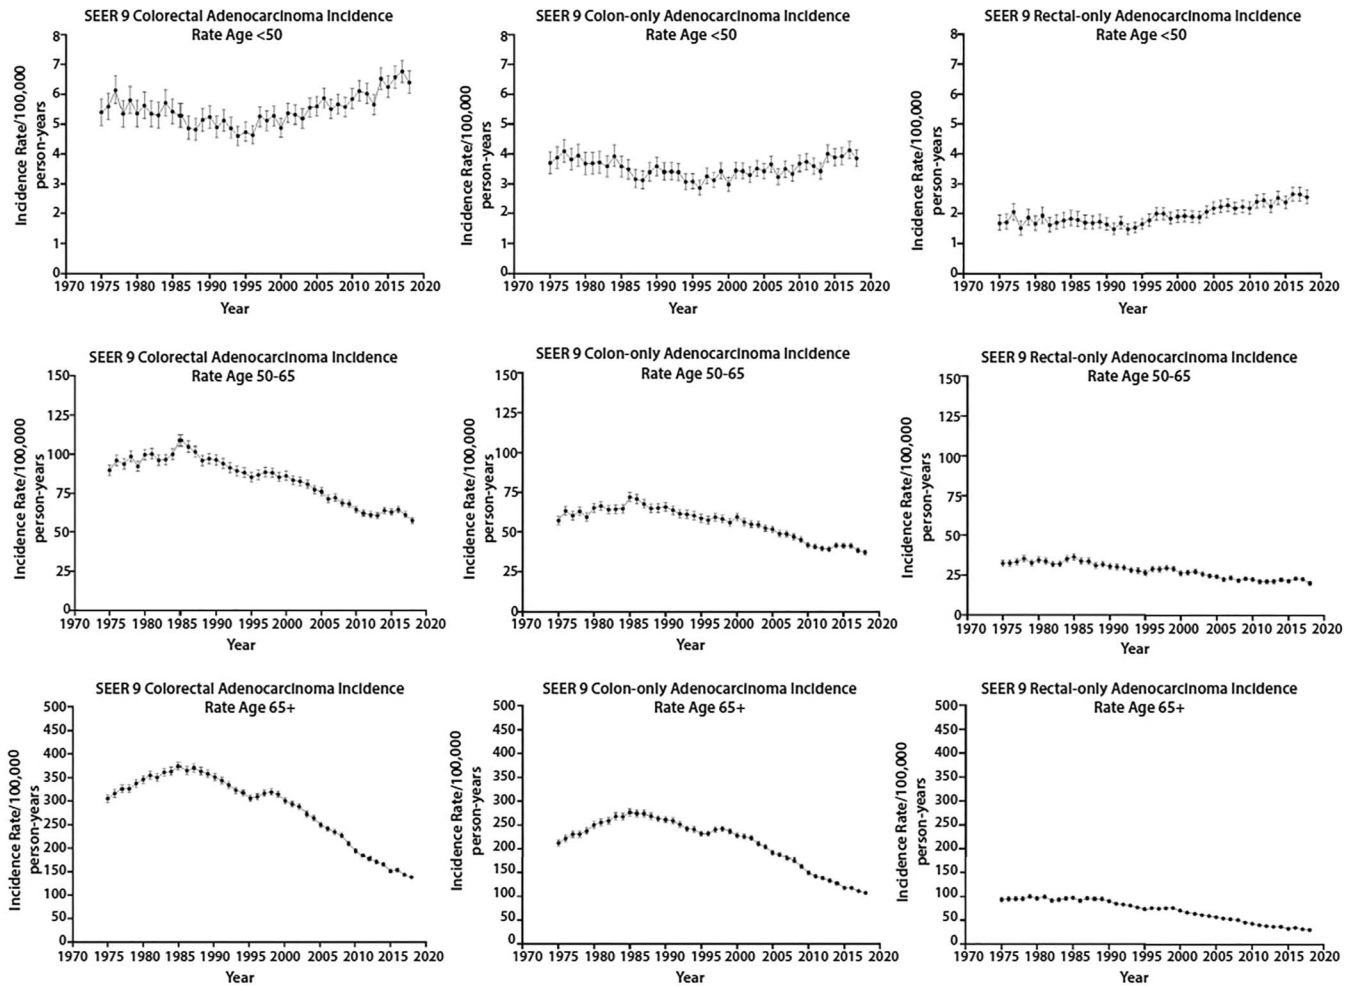 SEER 9 Colorectal Adenocarcinoma Incidence
Rate Age <50
8
7
6
5
4
3
2
1
0
Incidence Rate/100,000
person-years
1970 1975 1980 1985 1990 1995 2000 2005 2010 2015 2020
Year
SEER 9 Colon-only Adenocarcinoma Incidence
Rate Age <50
8
7
6
5
4
3
2
1
0
Incidence Rate/100,000
person-years
1970 1975 1980 1985 1990 1995 2000 2005 2010 2015 2020
Year
SEER 9 Rectal-only Adenocarcinoma Incidence
Rate Age <50
8
7
6
5
4
3
2
1
0
Incidence Rate/100,000
person-years
1970 1975 1980 1985 1990 1995 2000 2005 2010 2015 2020
Year
SEER 9 Colorectal Adenocarcinoma Incidence
Rate Age 50-65
150
125
100
75
50
25
0
Incidence Rate/100,000
person-years
1970 1975 1980 1985 1990 1995 2000 2005 2010 2015 2020
Year
SEER 9 Colon-only Adenocarcinoma Incidence
Rate Age 50-65
150
125
100
75
50
25
0
Incidence Rate/100,000
person-years
1970 1975 1980 1985 1990 1995 2000 2005 2010 2015 2020
Year
SEER 9 Rectal-only Adenocarcinoma Incidence
Rate Age 50-65
150
125
100
75
50
25
0
Incidence Rate/100,000
person-years
1970 1975 1980 1985 1990 1995 2000 2005 2010 2015 2020
Year
SEER 9 Colorectal Adenocarcinoma Incidence
Rate Age 65+
500
450
400
350
300
250
200
150
100
50
0
Incidence Rate/100,000
person-years
1970 1975 1980 1985 1990 1995 2000 2005 2010 2015 2020
Year
SEER 9 Colon-only Adenocarcinoma Incidence
Rate Age 65+
500
450
400
350
300
250
200
150
100
50
0
Incidence Rate/100,000
person-years
1970 1975 1980 1985 1990 1995 2000 2005 2010 2015 2020
Year
SEER 9 Rectal-only Adenocarcinoma Incidence
Rate Age 65+
500
450
400
350
300
250
200
150
100
50
0
Incidence Rate/100,000
person-years
1970 1975 1980 1985 1990 1995 2000 2005 2010 2015 2020
Year